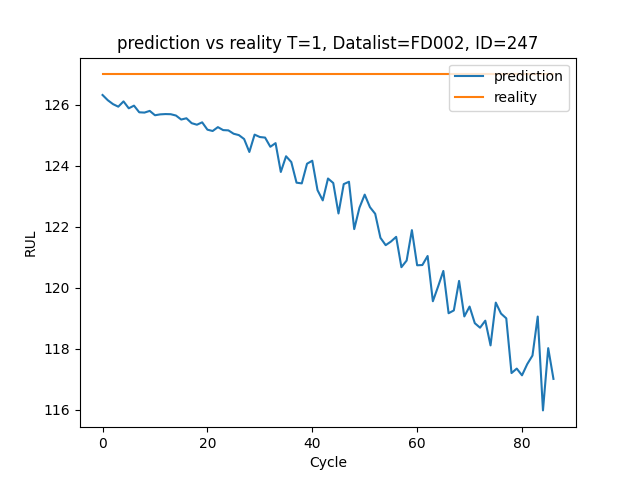 prediction vs reality T=1, Datalist=FD002, ID=247
prediction
reality
126
124
122
120
118
116
RUL
0 20 40 60 80
Cycle